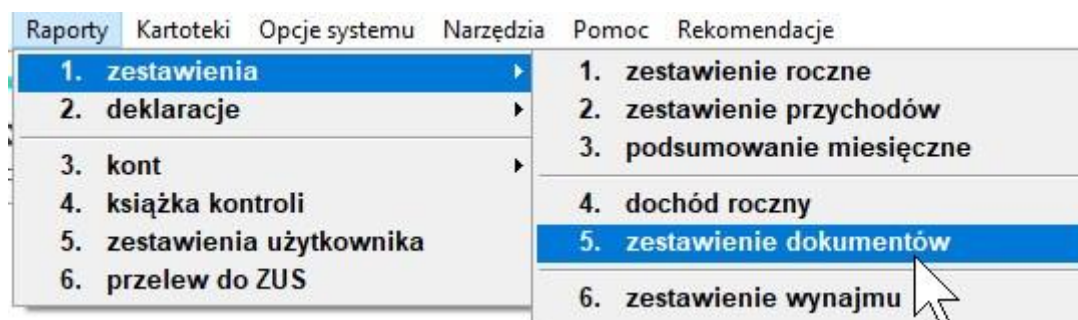 Raporty Kartoteki Opcje systemu Narzędzia Pomoc Rekomendacje
1. zestawienia
2. deklaracje
3. kont
4. książka kontroli
5. zestawienia użytkownika
6. przelew do ZUS
1. zestawienie roczne
2. zestawienie przychodów
3. podsumowanie miesięczne
4. dochód roczny
5. zestawienie dokumentów
6. zestawienie wynajmu